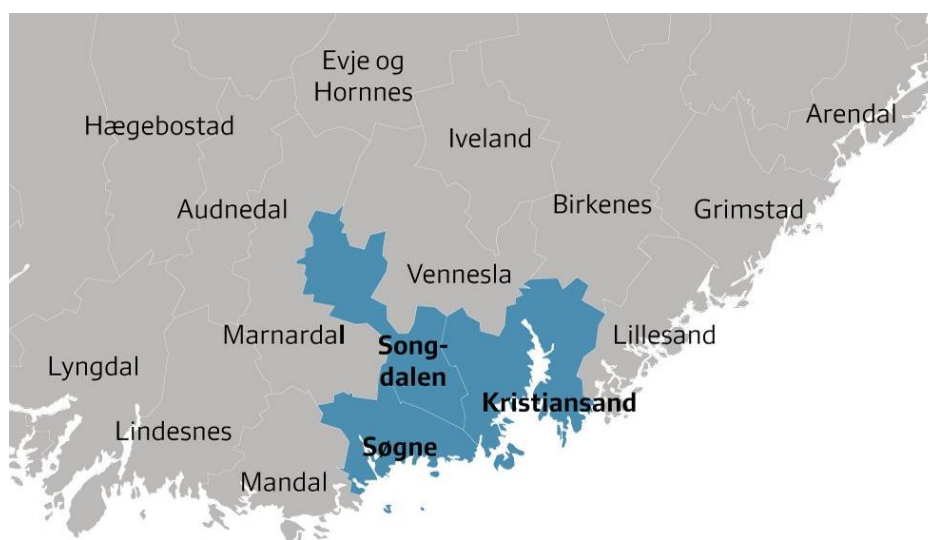 Evje og
Hornnes
Arendal
Hægebostad
Iveland
Audnedal
Birkenes
Grimstad
Vennesla
Marnardal
Song-
dalen
Lillesand
Lyngdal
Kristiansand
Lindesnes
Søgne
Mandal